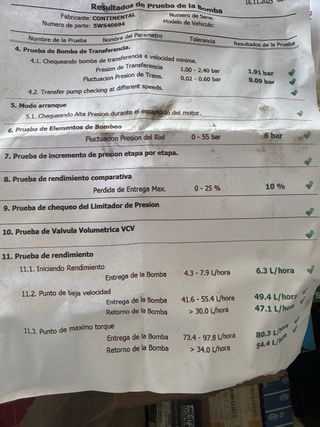 Resultados de Prueba de la Bomba
16.11.2023
Fabricante: CONTINENTAL Numero de Serie:
Numero de Pieza: 5WS40694 Modelo de Vehiculo:
Nombre de la Prueba Nombre del Parametro Tolerancia Resultados de la Prueba
4. Prueba de Bomba de Transferencia.
4.1. Chequeando bomba de transferencia a velocidad minima.
Presion de Transferencia 1.00 - 2.40 bar 1.91 bar
Fluctuacion Presion de Trans. 0.02 - 0.60 bar 0.09 bar
4.2. Transfer pump checking at different speeds.
5. Modo arranque
5.1. Chequeando Alta Presion durante el encendido del motor.
6. Prueba de Elementos de Bombeo
Fluctuacion Presion del Riel 0 - 55 bar 6 bar
7. Prueba de incremento de presion etapa por etapa.
8. Prueba de rendimiento comparativa
Perdida de Entrega Max. 0 - 25 % 10 %
9. Prueba de chequeo del Limitador de Presion
10. Prueba de Valvula Volumetrica VCV
11. Prueba de rendimiento
11.1. Iniciando Rendimiento
Entrega de la Bomba 4.3 - 7.9 L/hora 6.3 L/hora
11.2. Punto de baja velocidad
Entrega de la Bomba 41.6 - 55.4 L/hora 49.4 L/hora
Retorno de la Bomba > 30.0 L/hora 47.1 L/hora
11.3. Punto de maximo torque
Entrega de la Bomba 73.4 - 97.8 L/hora 80.3 L/hora
Retorno de la Bomba > 34.0 L/hora 54.4 L/hora